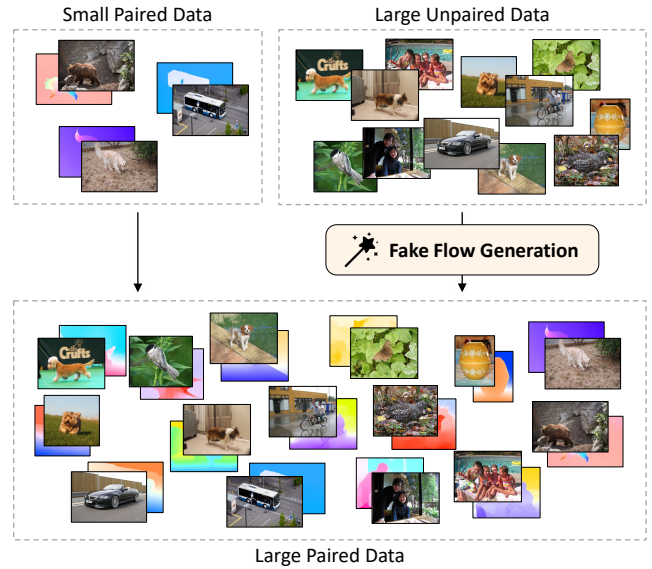 Small Paired Data
Large Unpaired Data
Crufts
Fake Flow Generation
Crufts
Large Paired Data